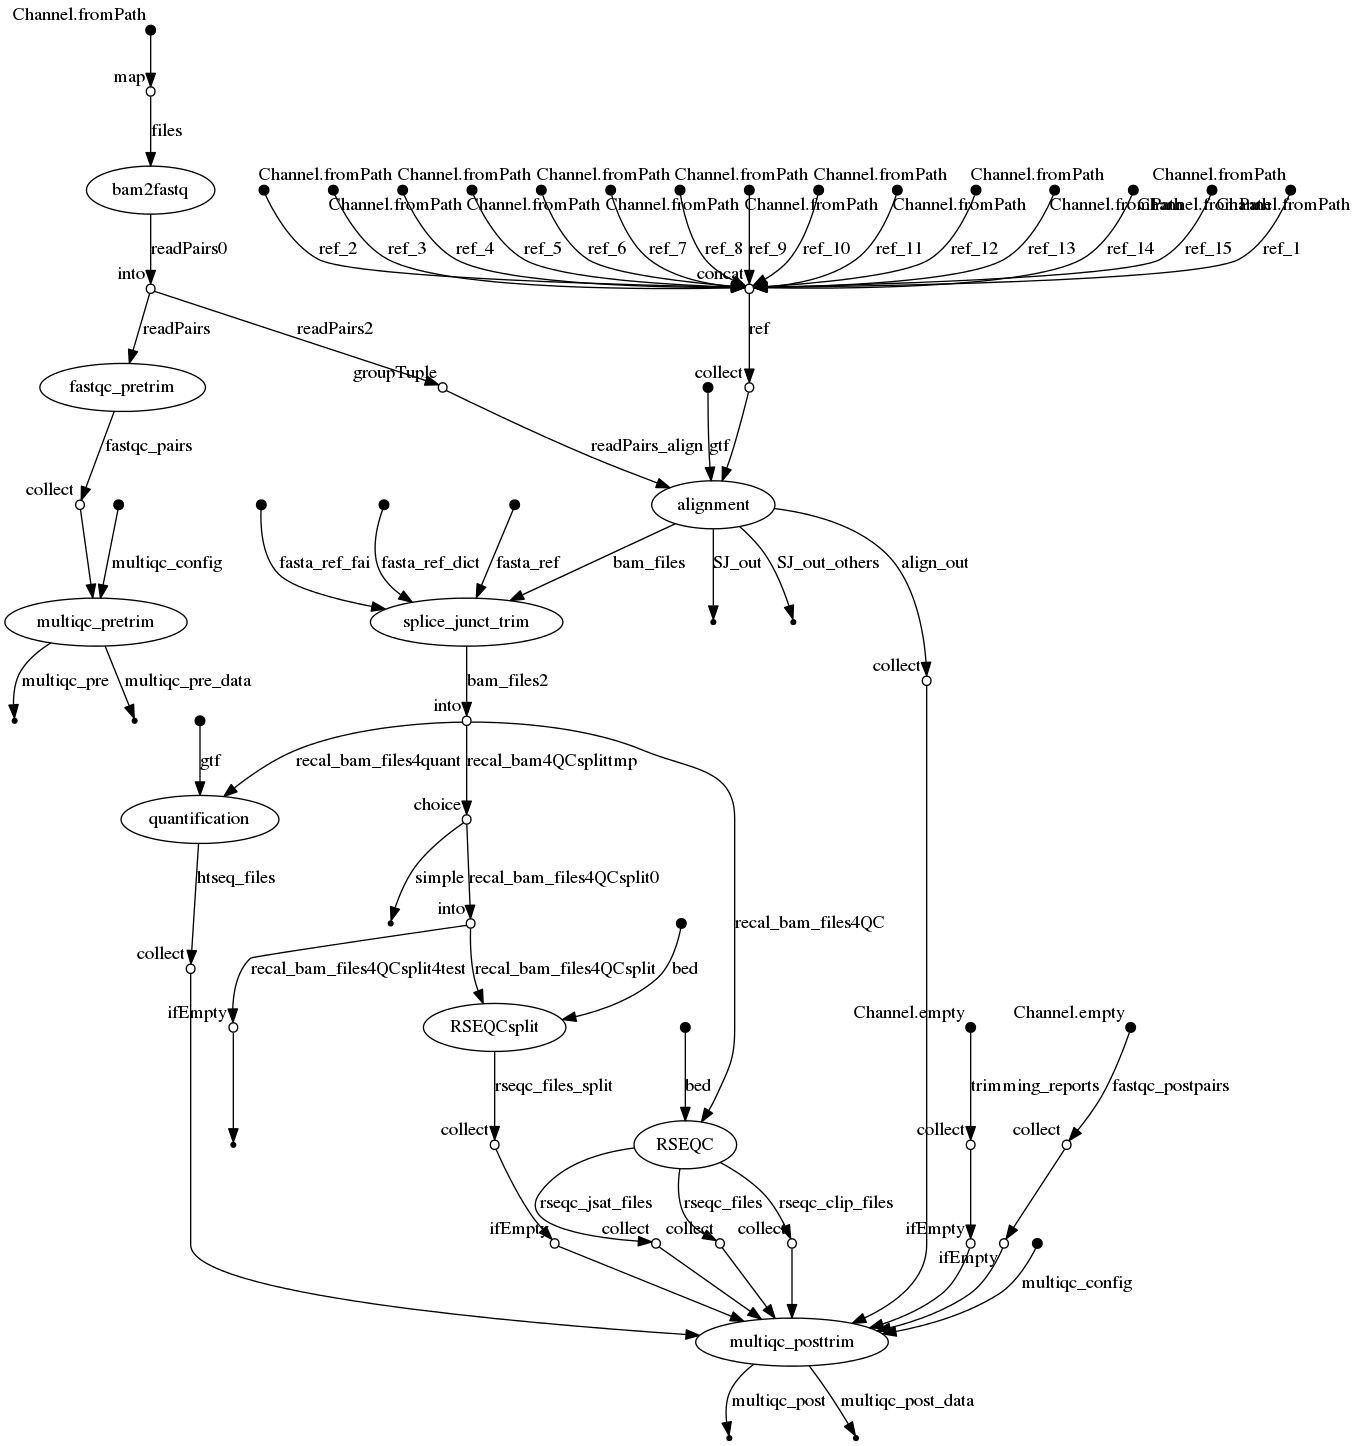 Channel.fromPath
map
files
bam2fastq
Channel.fromPath Channel.fromPath Channel.fromPath Channel.fromPath Channel.fromPath Channel.fromPath Channel.fromPath
Channel.fromPath Channel.fromPath Channel.fromPath Channel.fromPath Channel.fromPath Channel.fromPath Channel.fromPath Channel.fromPath
readPairs0
ref_2 ref_3 ref_4 ref_5 ref_6 ref_7 ref_8 ref_9 ref_10 ref_11 ref_12 ref_13 ref_14 ref_15 ref_1
into
concat
readPairs
readPairs2
ref
groupTuple
collect
fastqc_pretrim
fastqc_pairs
readPairs_align
gtf
collect
alignment
multiqc_config
fasta_ref_fai
fasta_ref_dict
fasta_ref
bam_files
SJ_out
SJ_out_others
align_out
multiqc_pretrim
splice_junct_trim
collect
multiqc_pre
multiqc_pre_data
bam_files2
into
gtf
recal_bam_files4quant
recal_bam4QCsplittmp
choice
quantification
htseq_files
simple
recal_bam_files4QCsplit0
into
recal_bam_files4QC
collect
recal_bam_files4QCsplit4test
recal_bam_files4QCsplit
bed
ifEmpty
Channel.empty
Channel.empty
RSEQCsplit
rseqc_files_split
bed
trimming_reports
fastqc_postpairs
collect
collect
collect
RSEQC
rseqc_jsat_files
rseqc_files
rseqc_clip_files
ifEmpty
collect
collect
collect
ifEmpty
ifEmpty
multiqc_config
multiqc_posttrim
multiqc_post
multiqc_post_data